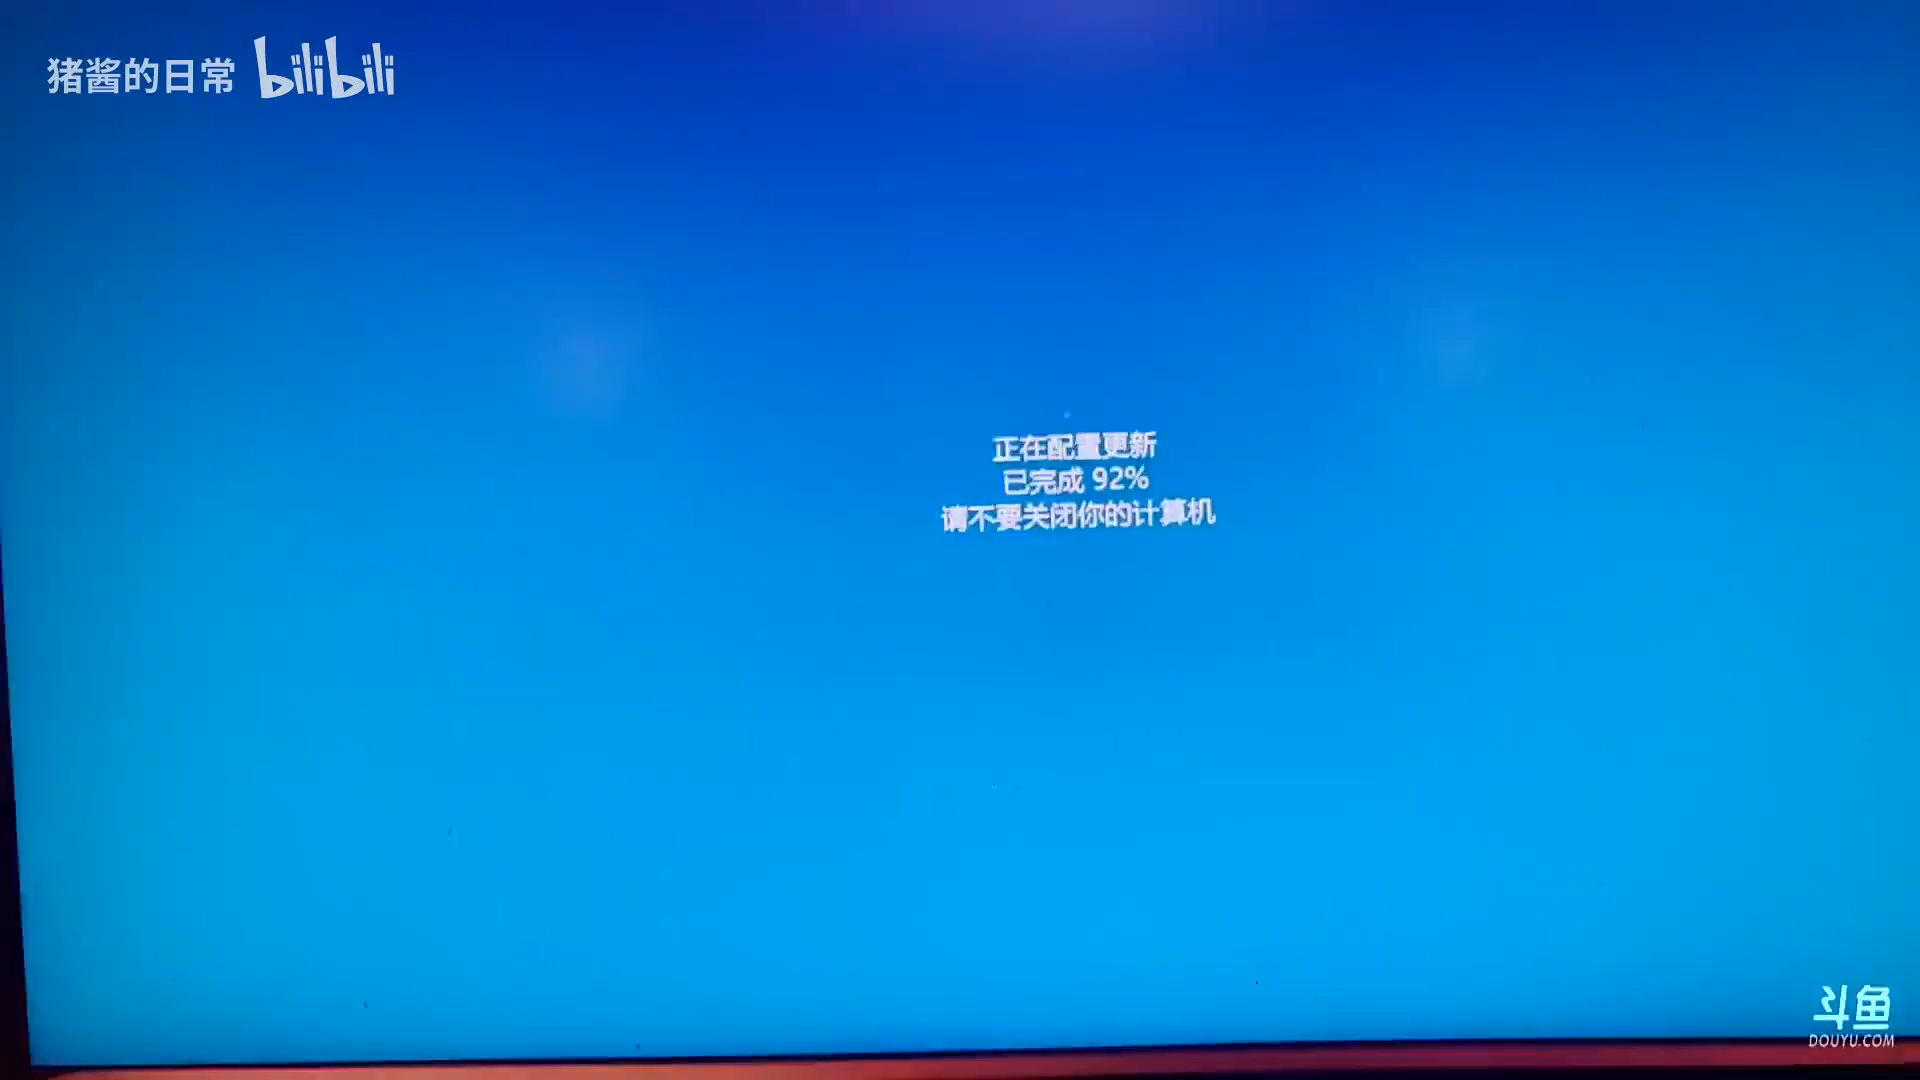 猪酱的日常 bilibili
正在配置更新
已完成 92%
请不要关闭你的计算机
斗鱼
DOUYU.COM